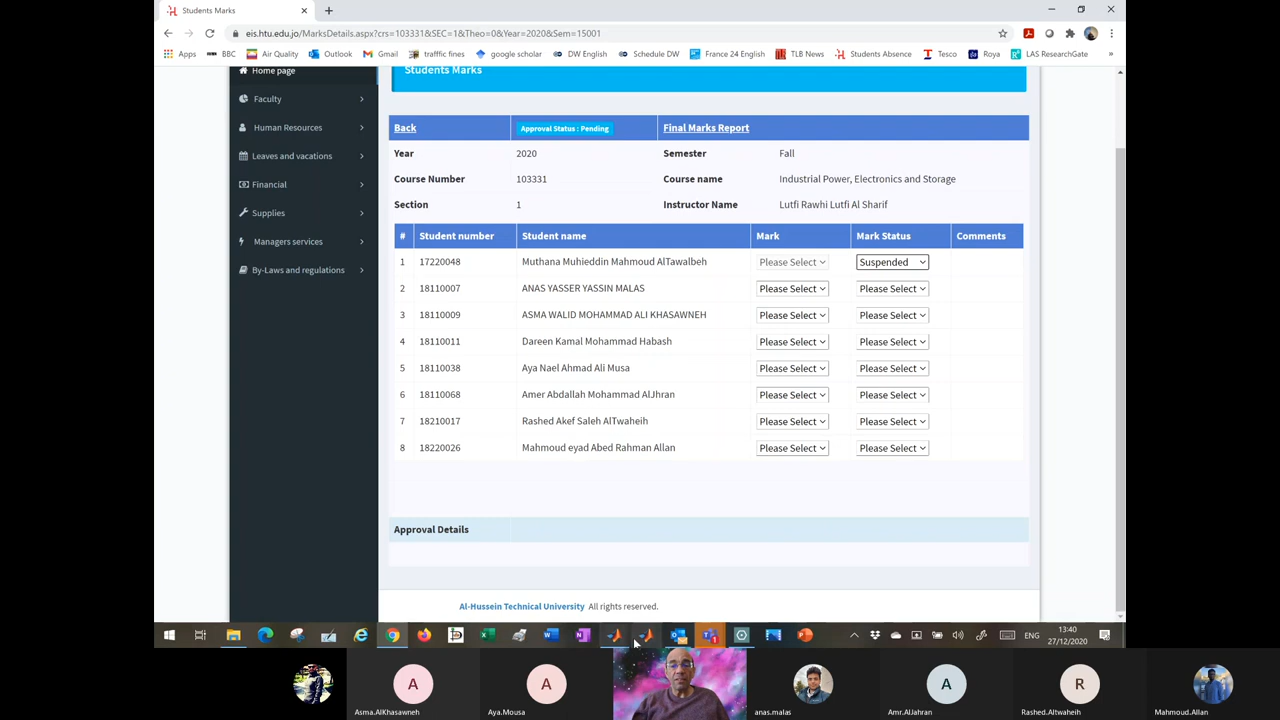 Students Marks
eis.htu.edu.jo/MarksDetails.aspx?crs=103331&SEC=1&Theo=0&Year=2020&Sem=15001
Apps BBC Air Quality Outlook Gmail traffic fines google scholar DW English Schedule DW France 24 English TLB News Students Absence Tesco Roya LAS ResearchGate »
Home page
Faculty
Human Resources
Leaves and vacations
Financial
Supplies
Managers services
By-Laws and regulations
Students Marks
Back Approval Status : Pending Final Marks Report
Year 2020 Semester Fall
Course Number 103331 Course name Industrial Power, Electronics and Storage
Section 1 Instructor Name Lutfi Rawhi Lutfi Al Sharif
# Student number Student name Mark Mark Status Comments
1 17220048 Muthana Muhieddin Mahmoud AlTawalbeh Please Select Suspended
2 18110007 ANAS YASSER YASSIN MALAS Please Select Please Select
3 18110009 ASMA WALID MOHAMMAD ALI KHASAWNEH Please Select Please Select
4 18110011 Dareen Kamal Mohammad Habash Please Select Please Select
5 18110038 Aya Nael Ahmad Ali Musa Please Select Please Select
6 18110068 Amer Abdallah Mohammad AlJhran Please Select Please Select
7 18210017 Rashed Akef Saleh AlTwaheih Please Select Please Select
8 18220026 Mahmoud eyad Abed Rahman Allan Please Select Please Select
Approval Details
Al-Hussein Technical University All rights reserved.
ENG
13:40
27/12/2020
A A A R
Asma.AlKhasawneh Aya.Mousa anas.malas Amr.AlJahran Rashed.Altwaheih Mahmoud.Allan